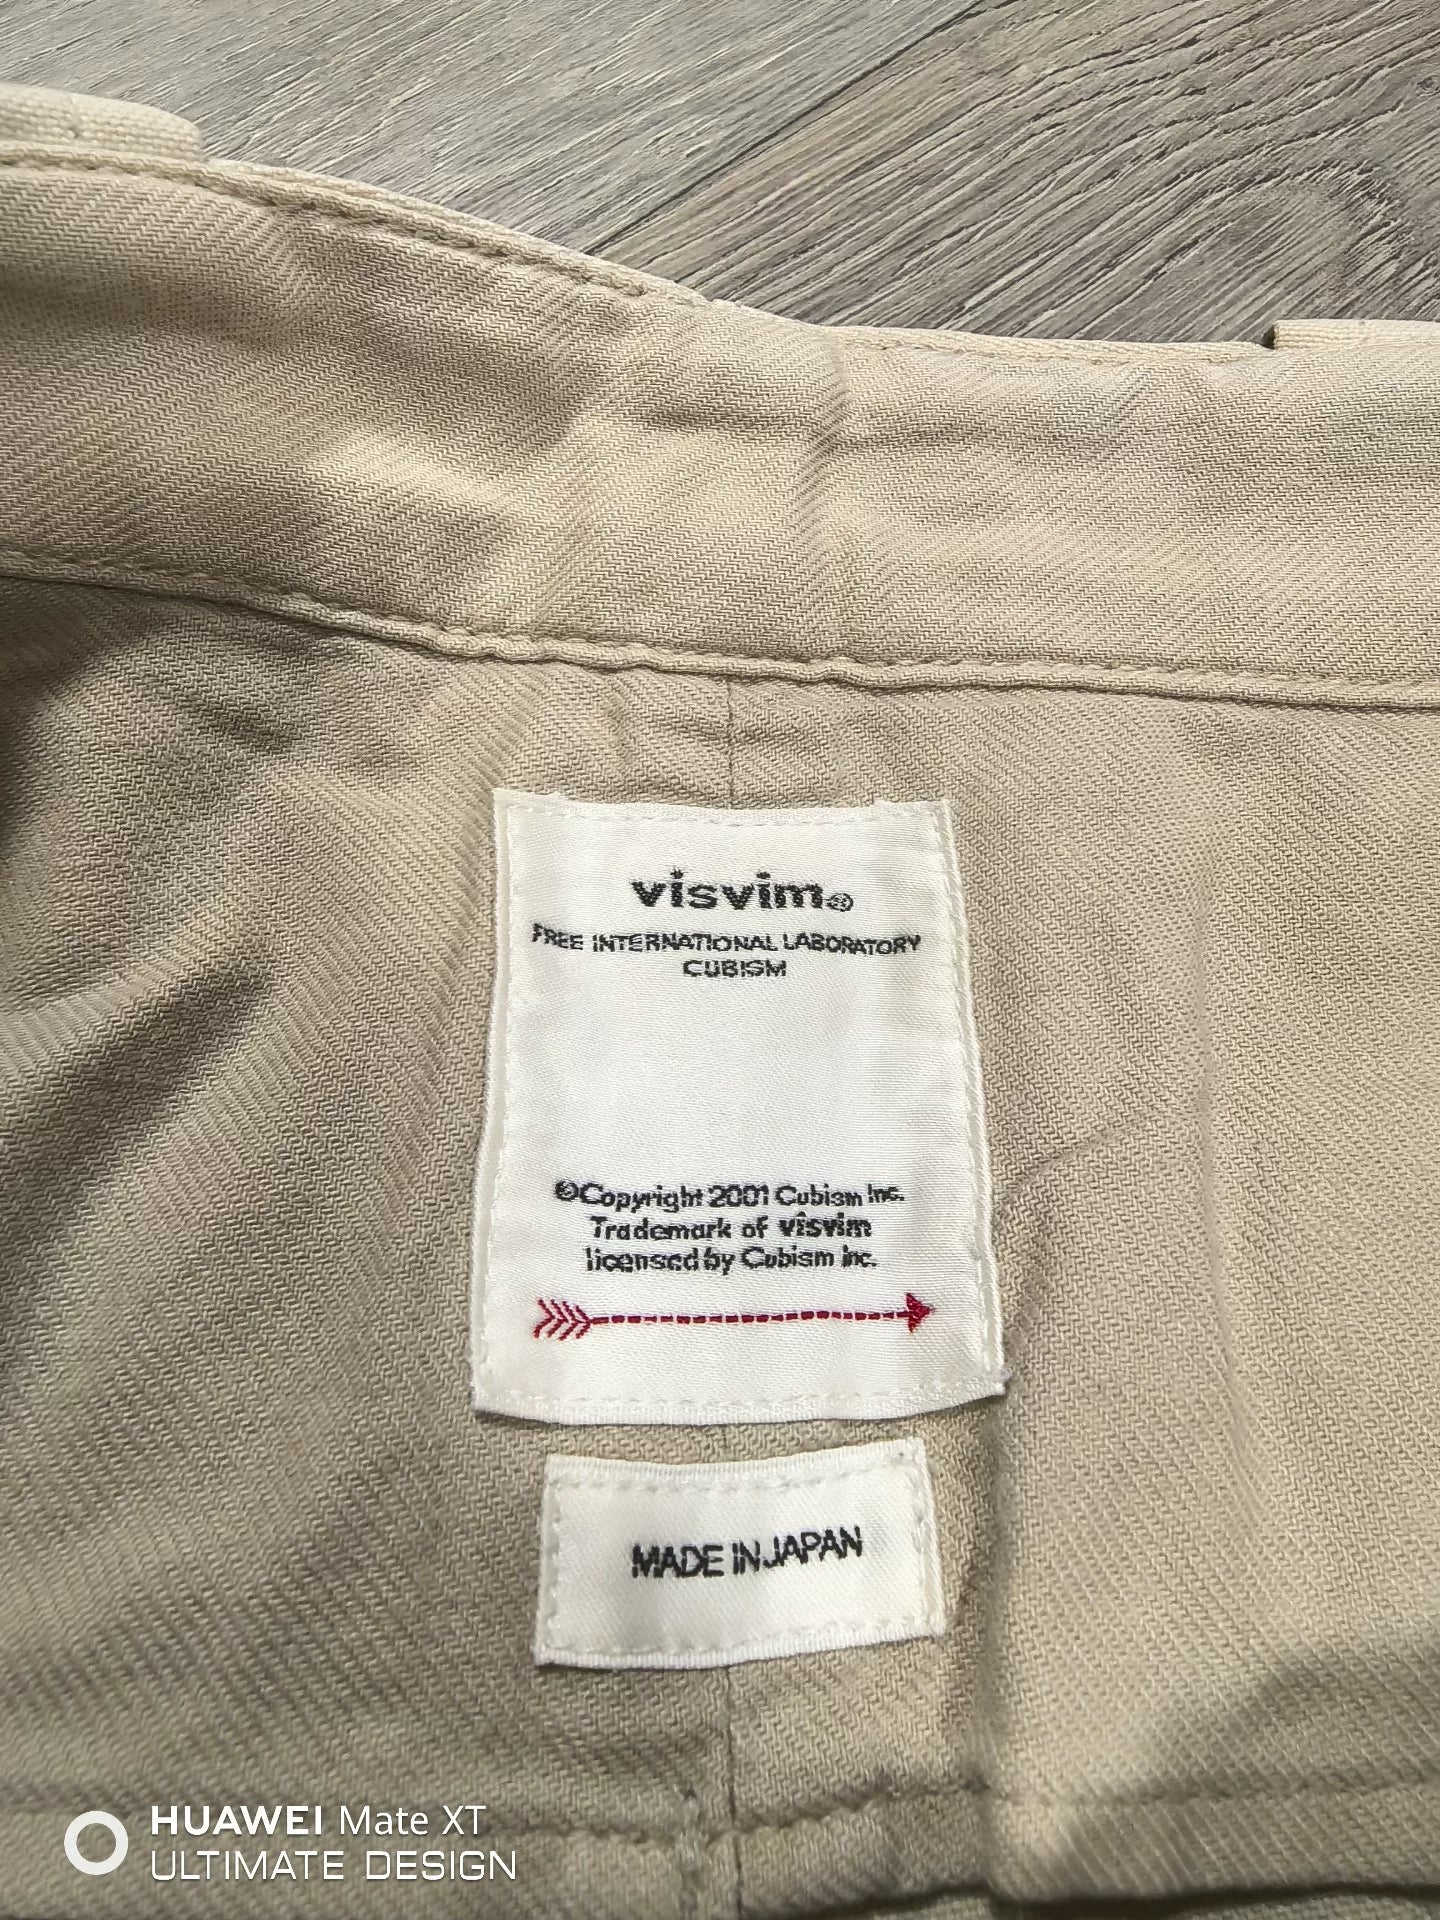 visvim®
FREE INTERNATIONAL LABORATORY
CUBISM
©Copyright 2001 Cubism Inc.
Trademark of visvim
licensed by Cubism Inc.
MADE IN JAPAN
HUAWEI Mate XT
ULTIMATE DESIGN